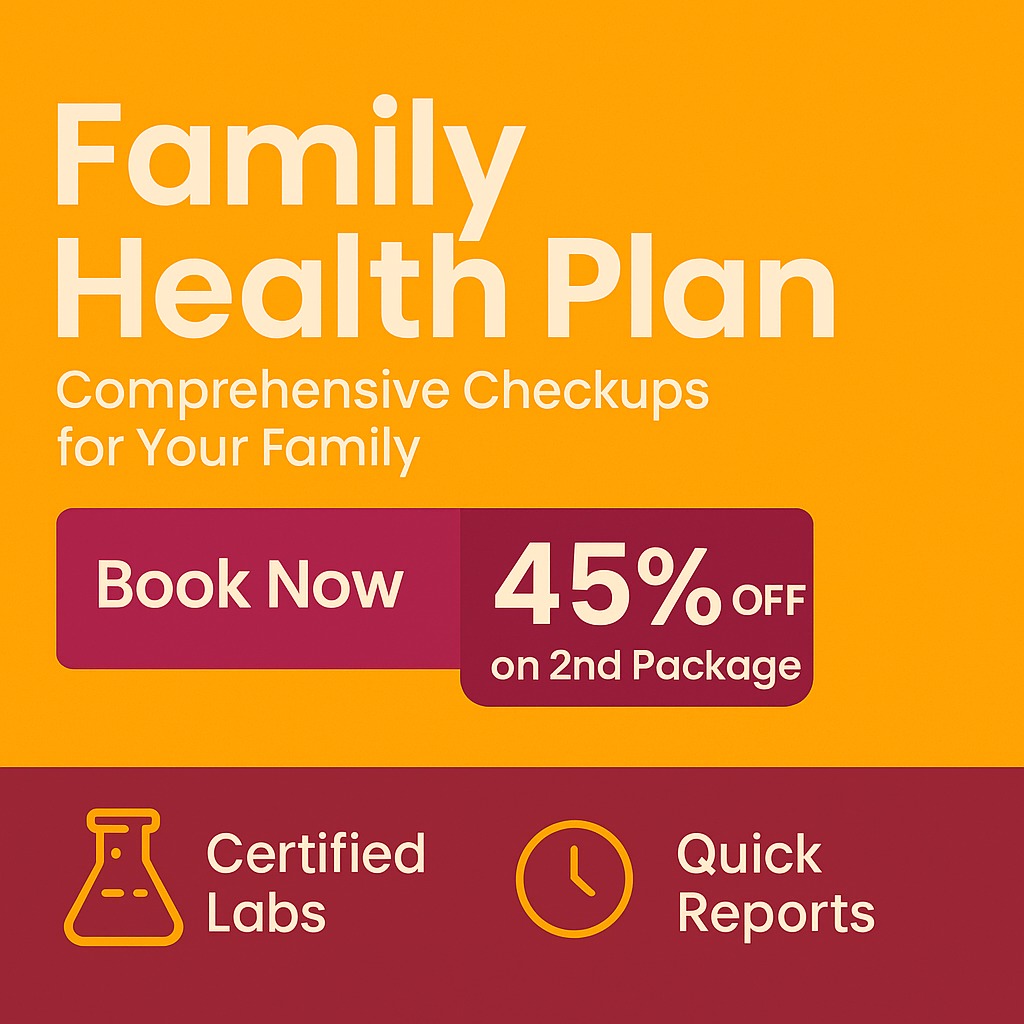 Family
Health Plan
Comprehensive Checkups
for Your Family
Book Now
45% OFF
on 2nd Package
Certified
Labs
Quick
Reports